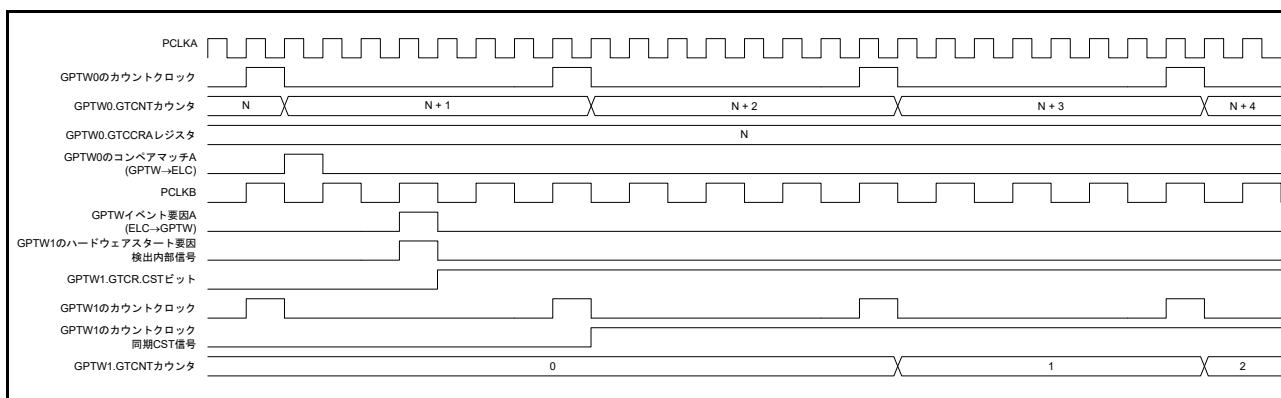 PCLKA
GPTW0のカウントクロック
GPTW0.GTCNTカウンタ N N + 1 N + 2 N + 3 N + 4
GPTW0.GTCCRAレジスタ N
GPTW0のコンペアマッチA
(GPTW→ELC)
PCLKB
GPTWイベント要因A
(ELC→GPTW)
GPTW1のハードウェアスタート要因
検出内部信号
GPTW1.GTCR.CSTビット
GPTW1のカウントクロック
GPTW1のカウントクロック
同期CST信号
GPTW1.GTCNTカウンタ 0 1 2